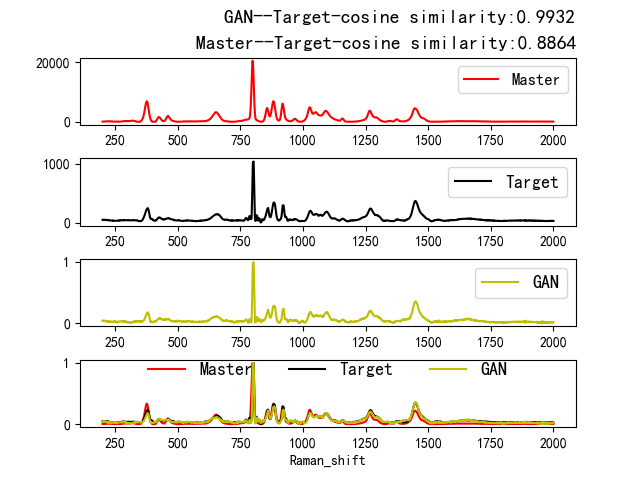 GAN--Target-cosine similarity:0.9932
Master--Target-cosine similarity:0.8864
20000
0
Master
250 500 750 1000 1250 1500 1750 2000
1000
0
Target
250 500 750 1000 1250 1500 1750 2000
1
0
GAN
250 500 750 1000 1250 1500 1750 2000
1
0
Master Target GAN
250 500 750 1000 1250 1500 1750 2000
Raman_shift